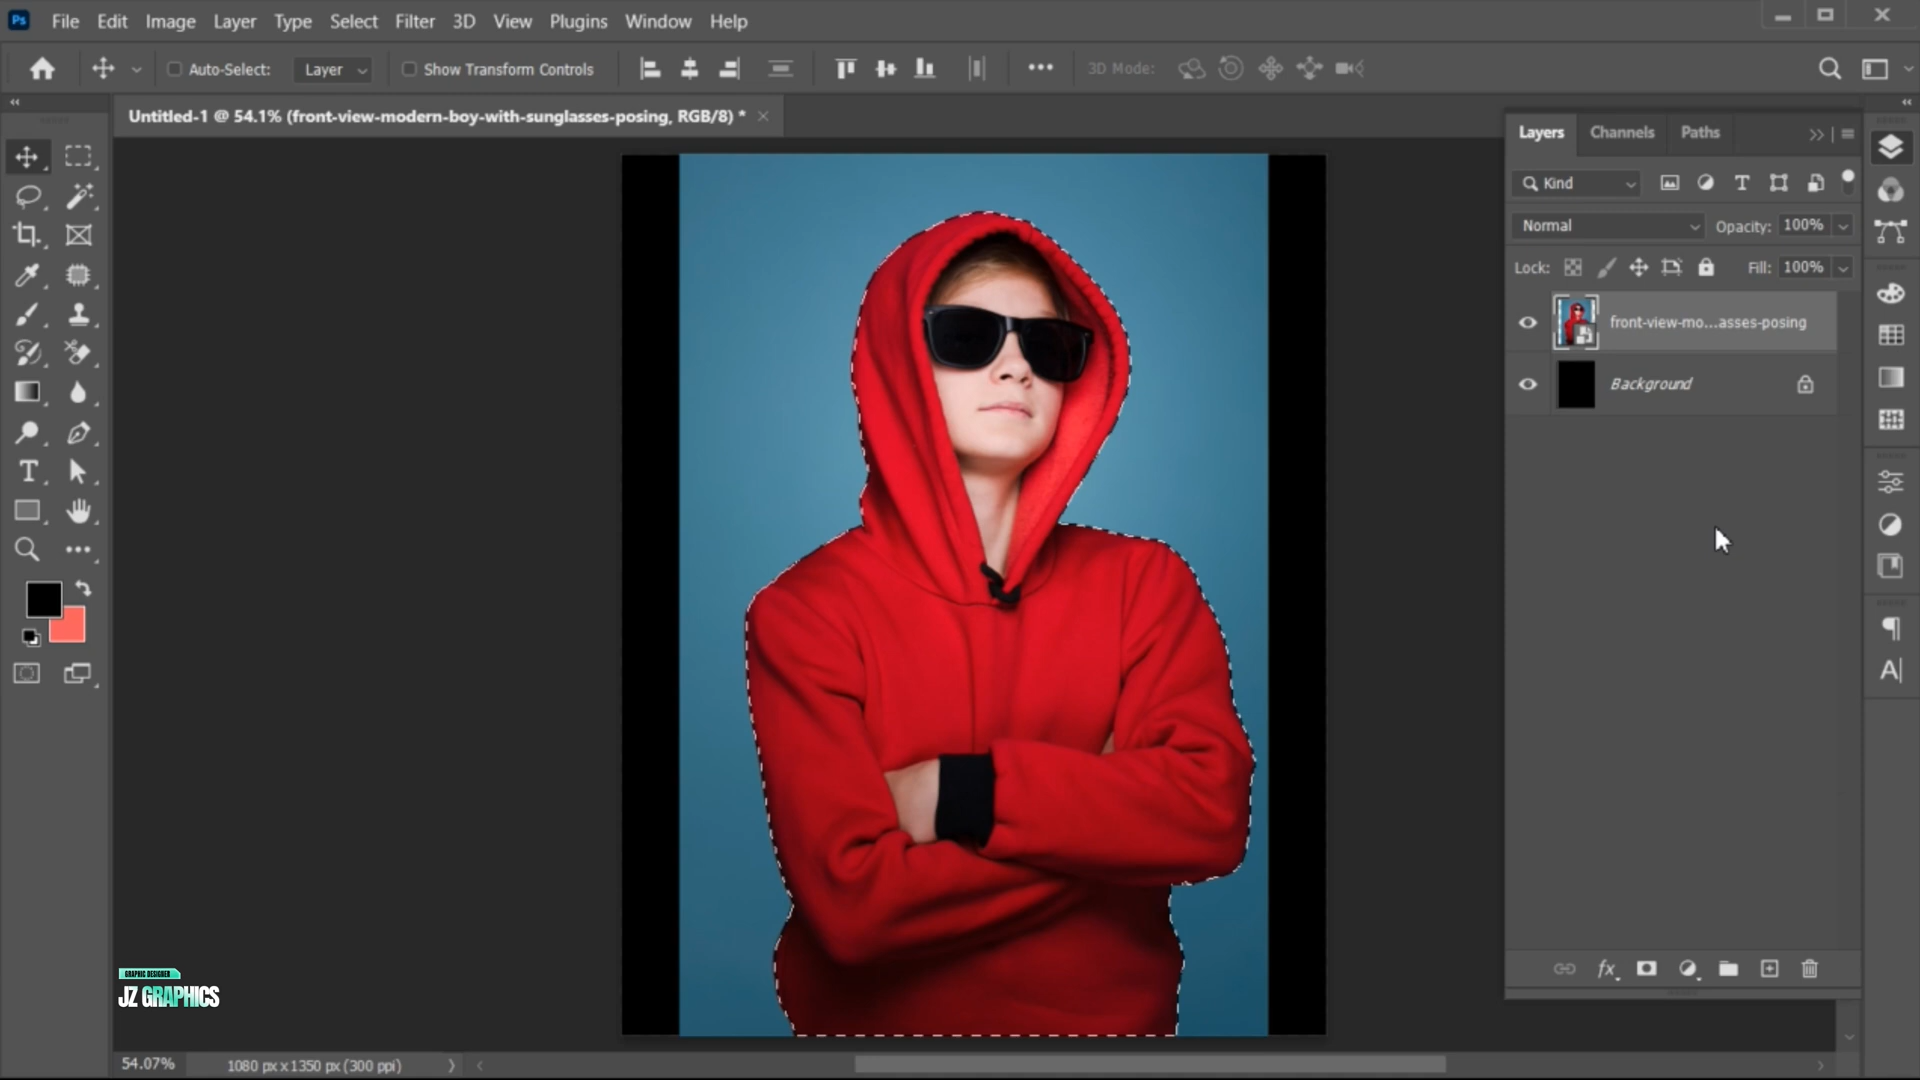 Ps File Edit Image Layer Type Select Filter 3D View Plugins Window Help
Auto-Select: Layer Show Transform Controls 3D Mode:
Untitled-1 @ 54.1% (front-view-modern-boy-with-sunglasses-posing, RGB/8) *
Layers Channels Paths
Kind
Normal Opacity: 100%
Lock: Fill: 100%
front-view-mo...asses-posing
Background
GRAPHIC DESIGNER
JZ GRAPHICS
54.07% 1080 px x 1350 px (300 ppi)